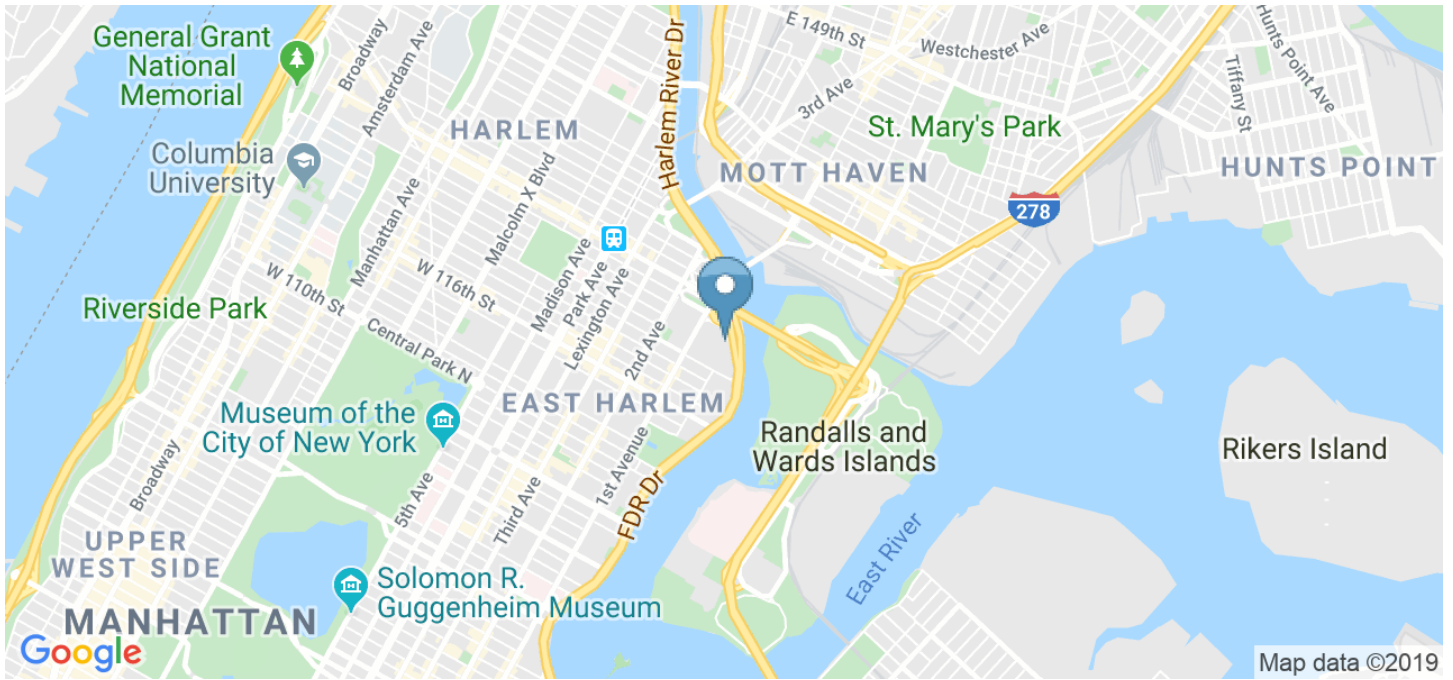 General Grant
National
Memorial
Broadway
Amsterdam Ave
Harlem River Dr
E 149th St
Westchester Ave
Hunts Point Ave
Tiffany St
3rd Ave
HARLEM
St. Mary's Park
Columbia
University
MOTT HAVEN
HUNTS POINT
Manhattan Ave
Malcolm X Blvd
278
W 110th St
W 116th St
Madison Ave
Park Ave
Lexington Ave
Riverside Park
Central Park N
2nd Ave
EAST HARLEM
Museum of the
City of New York
Randalls and
Wards Islands
Rikers Island
Broadway
5th Ave
Third Ave
1st Avenue
FDR Dr
East River
UPPER
WEST SIDE
Solomon R.
Guggenheim Museum
MANHATTAN
Google
Map data ©2019